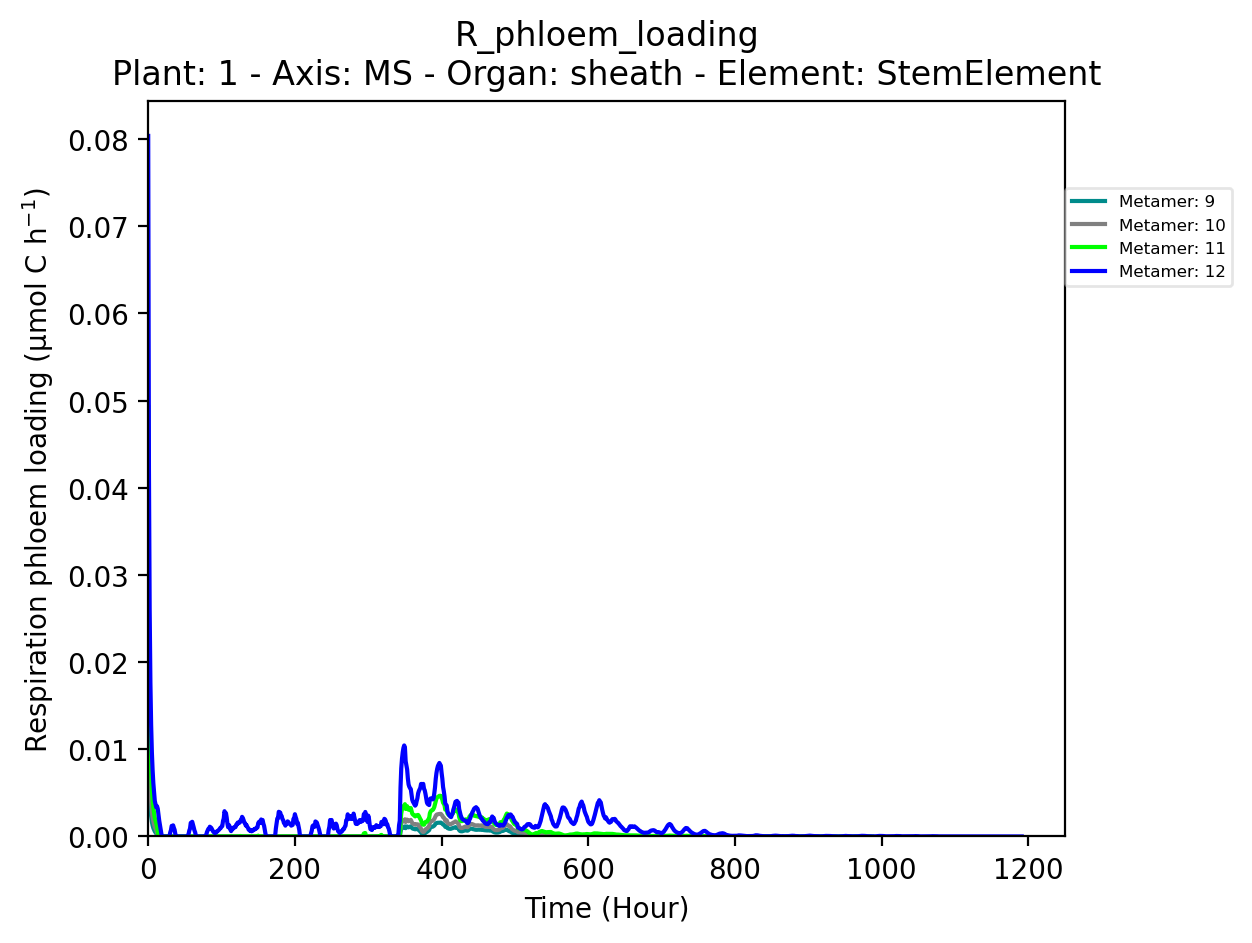 R_phloem_loading
Plant: 1 - Axis: MS - Organ: sheath - Element: StemElement
Respiration phloem loading (µmol C h⁻¹)
0.08
0.07
0.06
0.05
0.04
0.03
0.02
0.01
0.00
0
200
400
600
800
1000
1200
Time (Hour)
Metamer: 9
Metamer: 10
Metamer: 11
Metamer: 12